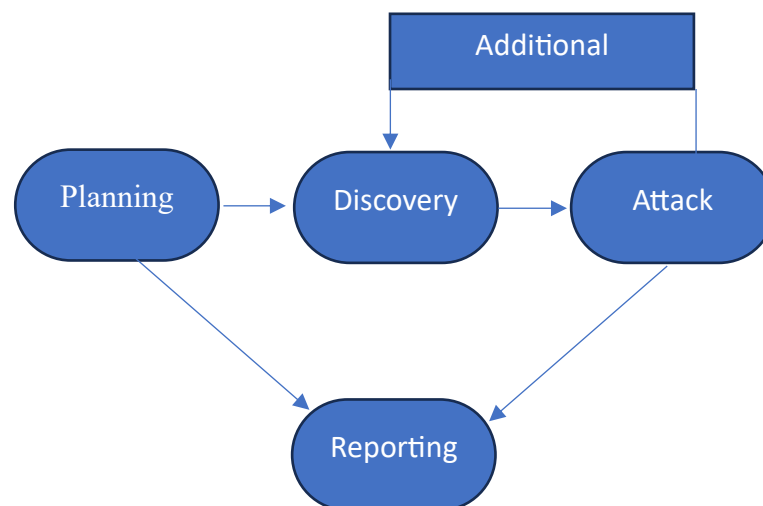 Additional
Planning
Discovery
Attack
Reporting